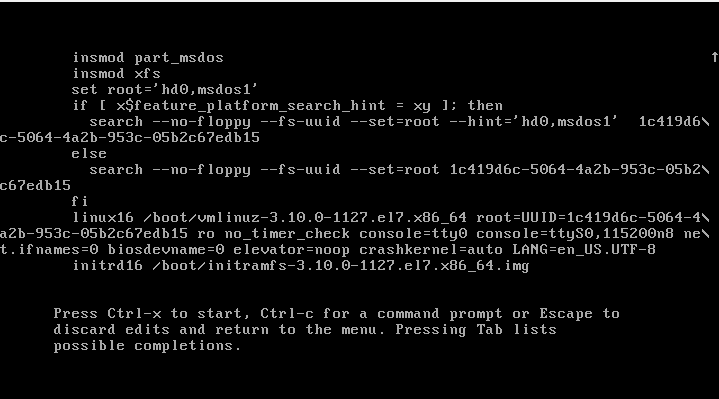 insmod part_msdos
insmod xfs
set root='hd0,msdos1'
if [ x$feature_platform_search_hint = xy ]; then
search --no-floppy --fs-uuid --set=root --hint='hd0,msdos1'  1c419d6\
c-5064-4a2b-953c-05b2c67edb15
else
search --no-floppy --fs-uuid --set=root 1c419d6c-5064-4a2b-953c-05b2\
c67edb15
fi
linux16 /boot/vmlinuz-3.10.0-1127.el7.x86_64 root=UUID=1c419d6c-5064-4\
a2b-953c-05b2c67edb15 ro no_timer_check console=tty0 console=ttyS0,115200n8 ne\
t.ifnames=0 biosdevname=0 elevator=noop crashkernel=auto LANG=en_US.UTF-8
initrd16 /boot/initramfs-3.10.0-1127.el7.x86_64.img
Press Ctrl-x to start, Ctrl-c for a command prompt or Escape to
discard edits and return to the menu. Pressing Tab lists
possible completions.